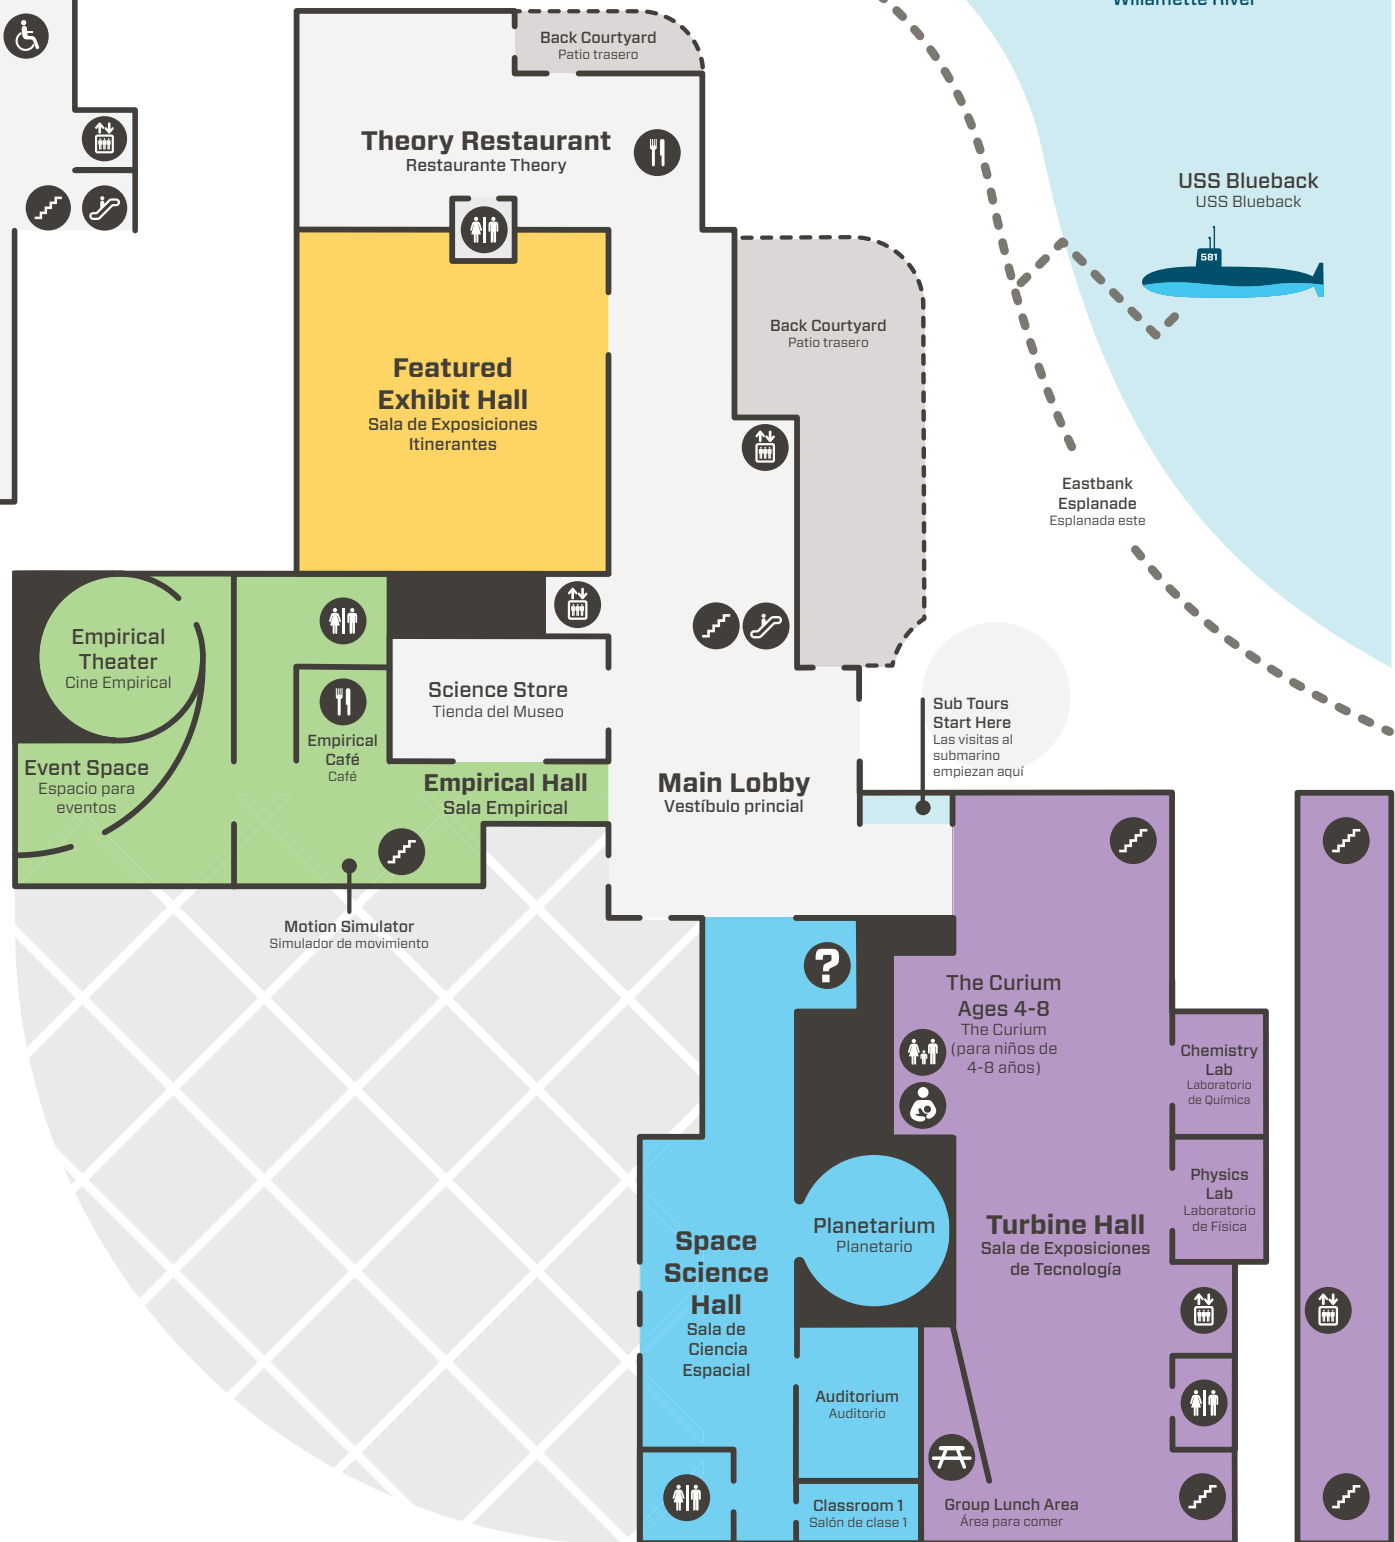 Willamette River
Back Courtyard
Patio trasero
Theory Restaurant
Restaurante Theory
USS Blueback
USS Blueback
581
Back Courtyard
Patio trasero
Featured
Exhibit Hall
Sala de Exposiciones
Itinerantes
Eastbank
Esplanade
Esplanada este
Empirical
Theater
Cine Empirical
Science Store
Tienda del Museo
Sub Tours
Start Here
Las visitas al
submarino
empiezan aquí
Empirical
Café
Café
Event Space
Espacio para
eventos
Empirical Hall
Sala Empirical
Main Lobby
Vestíbulo princial
Motion Simulator
Simulador de movimiento
?
The Curium
Ages 4-8
The Curium
(para niños de
4-8 años)
Chemistry
Lab
Laboratorio
de Química
Physics
Lab
Laboratorio
de Física
Planetarium
Planetario
Turbine Hall
Sala de Exposiciones
de Tecnología
Space
Science
Hall
Sala de
Ciencia
Espacial
Auditorium
Auditorio
Classroom 1
Salón de clase 1
Group Lunch Area
Área para comer